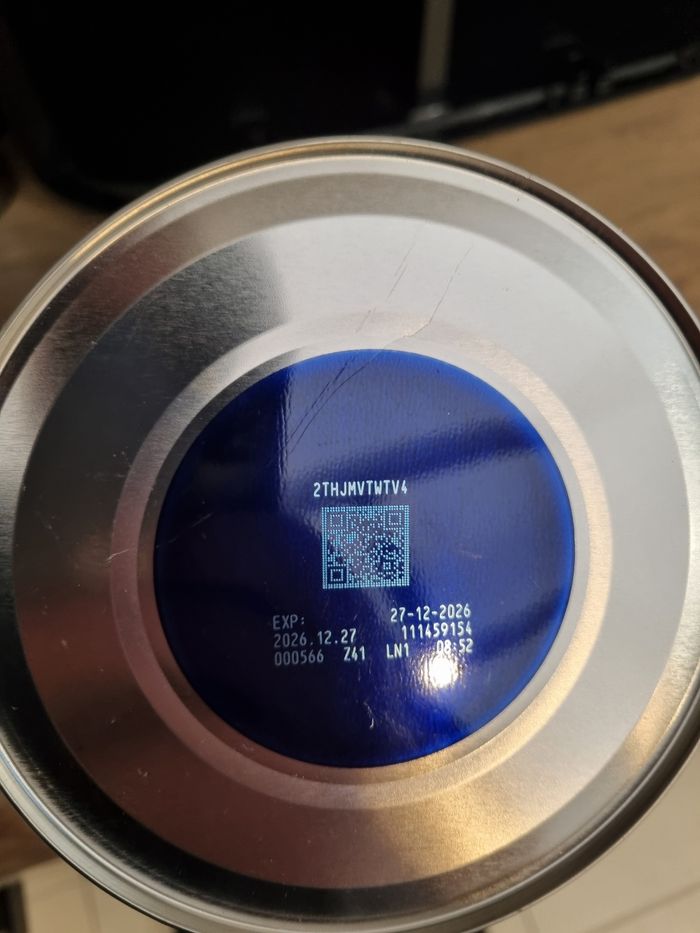 2THJMVTWTV4
EXP: 27-12-2026
2026.12.27 111459154
000566 Z41 LN1 08:52